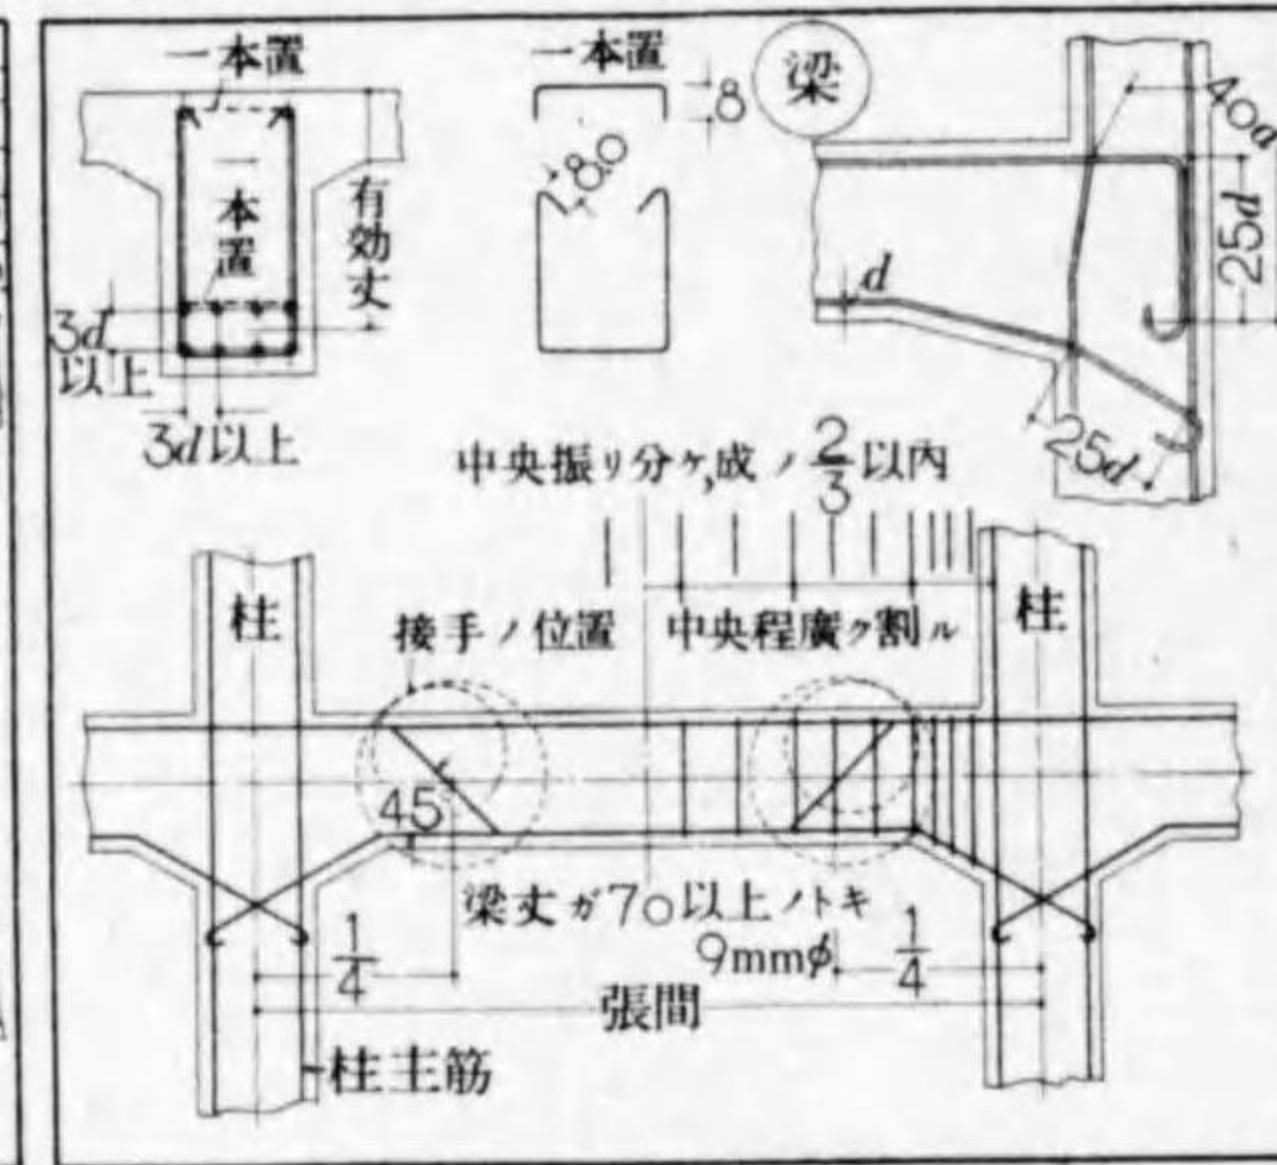 一本置
一本置
有効丈
3d
以上
3d以上
一本置
8
8.0
梁
40d
25d
d
25d
中央振リ分ケ,成ノ2/3以内
柱
接手ノ位置
中央程廣ク割ル
柱
45
梁丈ガ70以上ノトキ
9mmφ
1/4
1/4
張間
柱主筋